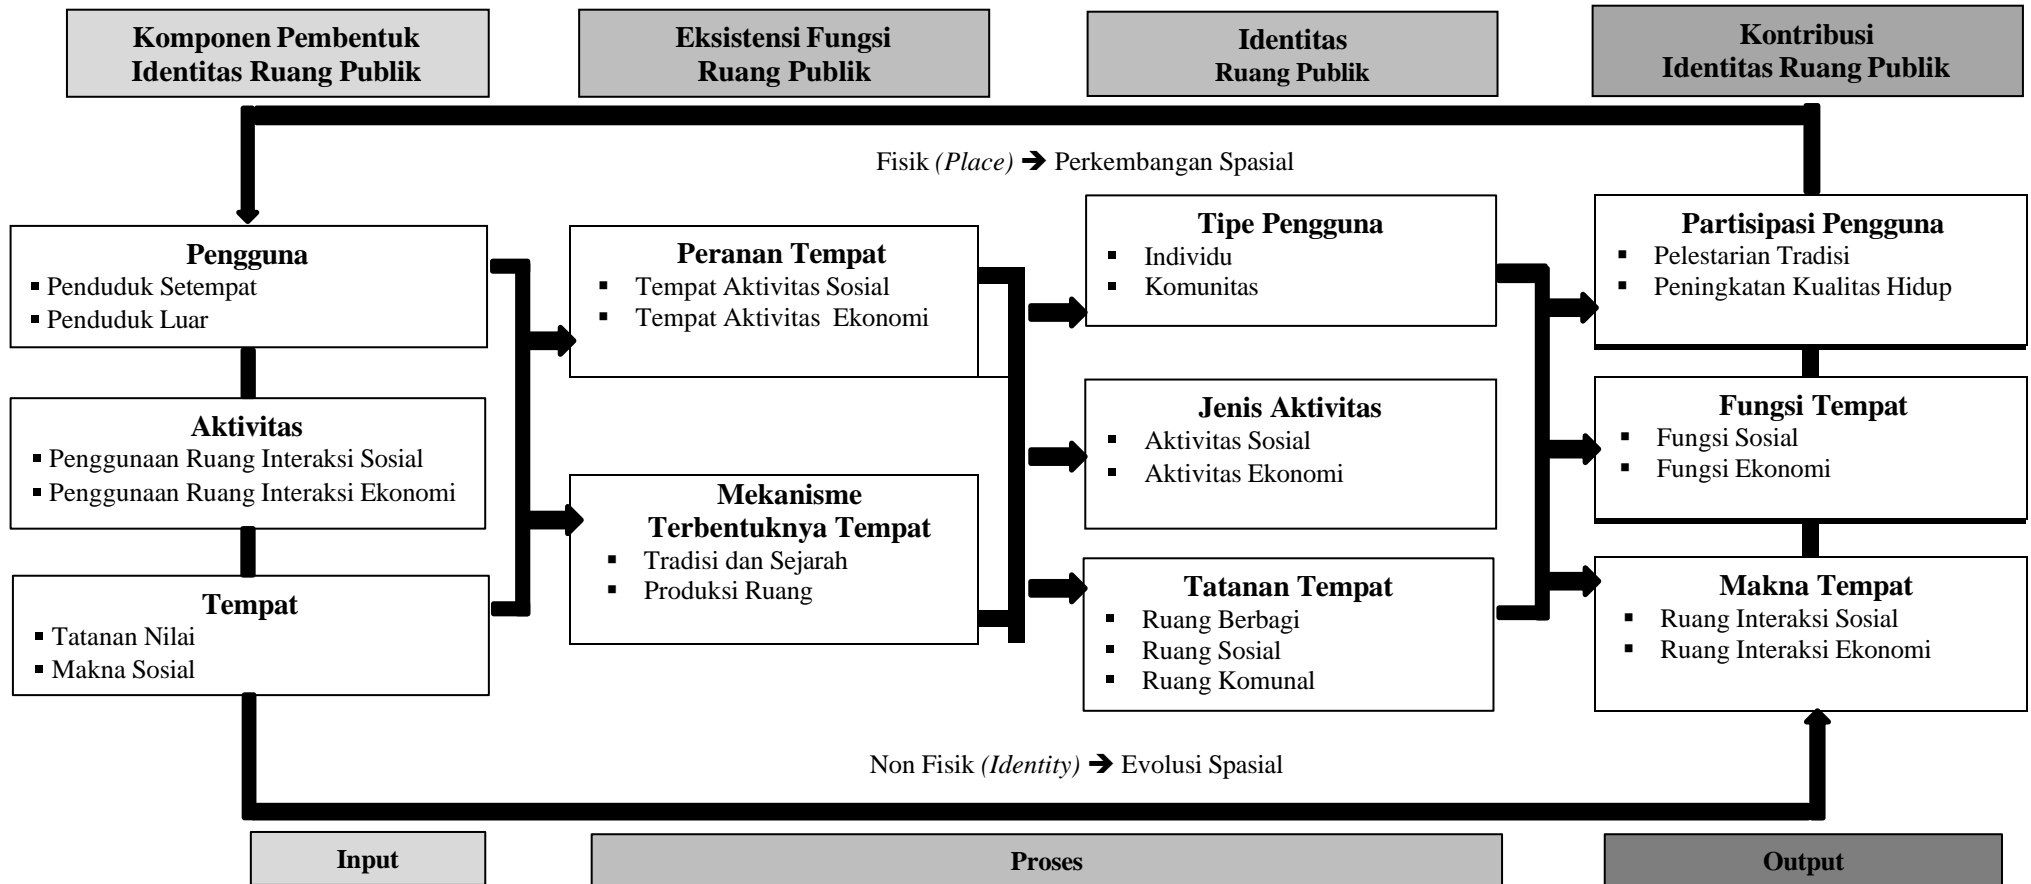 Komponen Pembentuk
Identitas Ruang Publik
Eksistensi Fungsi
Ruang Publik
Identitas
Ruang Publik
Kontribusi
Identitas Ruang Publik
Fisik (Place) ➔ Perkembangan Spasial
Pengguna
▪ Penduduk Setempat
▪ Penduduk Luar
Aktivitas
▪ Penggunaan Ruang Interaksi Sosial
▪ Penggunaan Ruang Interaksi Ekonomi
Tempat
▪ Tatanan Nilai
▪ Makna Sosial
Peranan Tempat
▪ Tempat Aktivitas Sosial
▪ Tempat Aktivitas Ekonomi
Mekanisme
Terbentuknya Tempat
▪ Tradisi dan Sejarah
▪ Produksi Ruang
Tipe Pengguna
▪ Individu
▪ Komunitas
Jenis Aktivitas
▪ Aktivitas Sosial
▪ Aktivitas Ekonomi
Tatanan Tempat
▪ Ruang Berbagi
▪ Ruang Sosial
▪ Ruang Komunal
Partisipasi Pengguna
▪ Pelestarian Tradisi
▪ Peningkatan Kualitas Hidup
Fungsi Tempat
▪ Fungsi Sosial
▪ Fungsi Ekonomi
Makna Tempat
▪ Ruang Interaksi Sosial
▪ Ruang Interaksi Ekonomi
Non Fisik (Identity) ➔ Evolusi Spasial
Input
Proses
Output